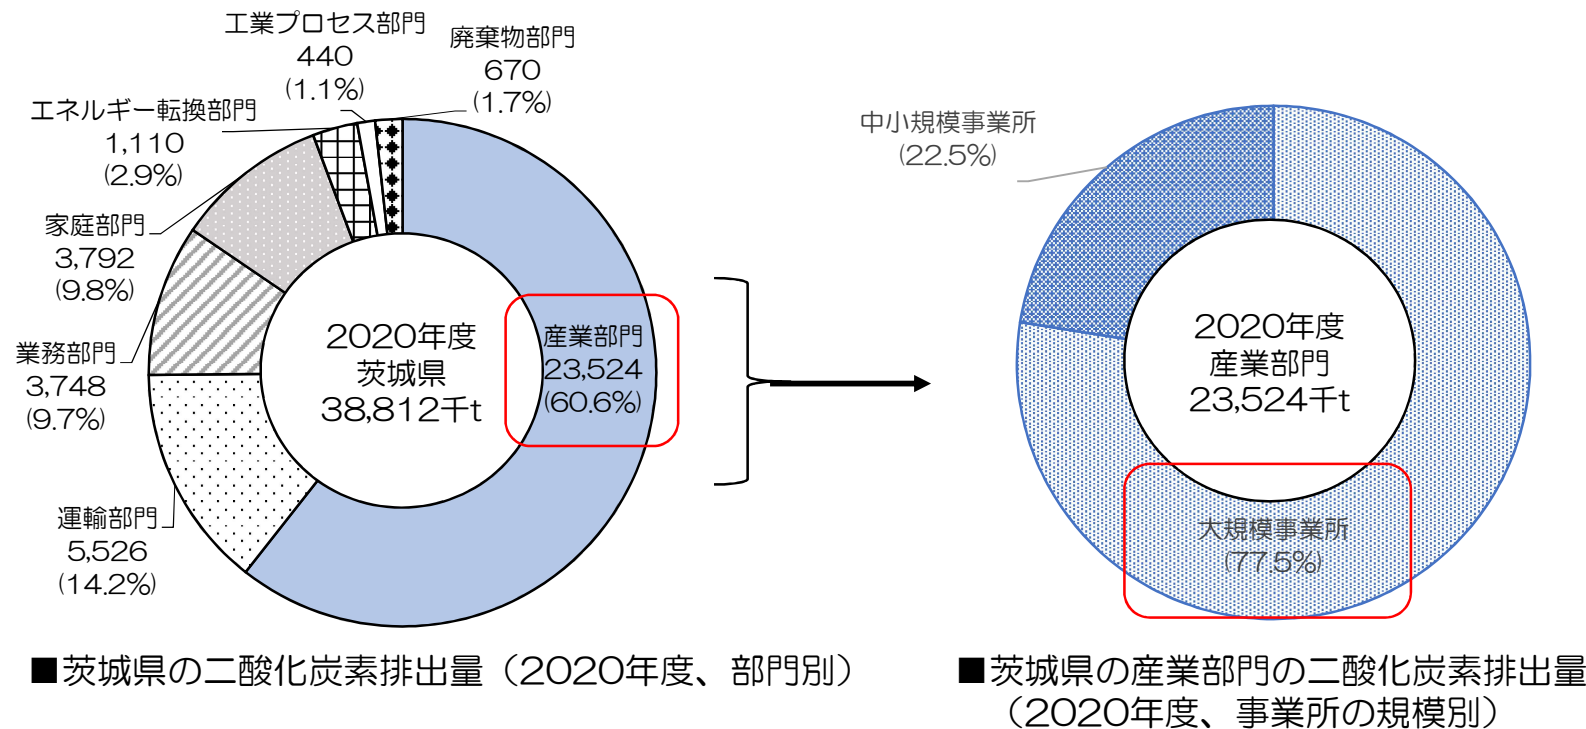 工業プロセス部門
440
(1.1%)
廃棄物部門
670
(1.7%)
エネルギー転換部門
1,110
(2.9%)
家庭部門
3,792
(9.8%)
業務部門
3,748
(9.7%)
運輸部門
5,526
(14.2%)
2020年度
茨城県
38,812千t
産業部門
23,524
(60.6%)
中小規模事業所
(22.5%)
2020年度
産業部門
23,524千t
大規模事業所
(77.5%)
■茨城県の二酸化炭素排出量（2020年度、部門別）
■茨城県の産業部門の二酸化炭素排出量
（2020年度、事業所の規模別）